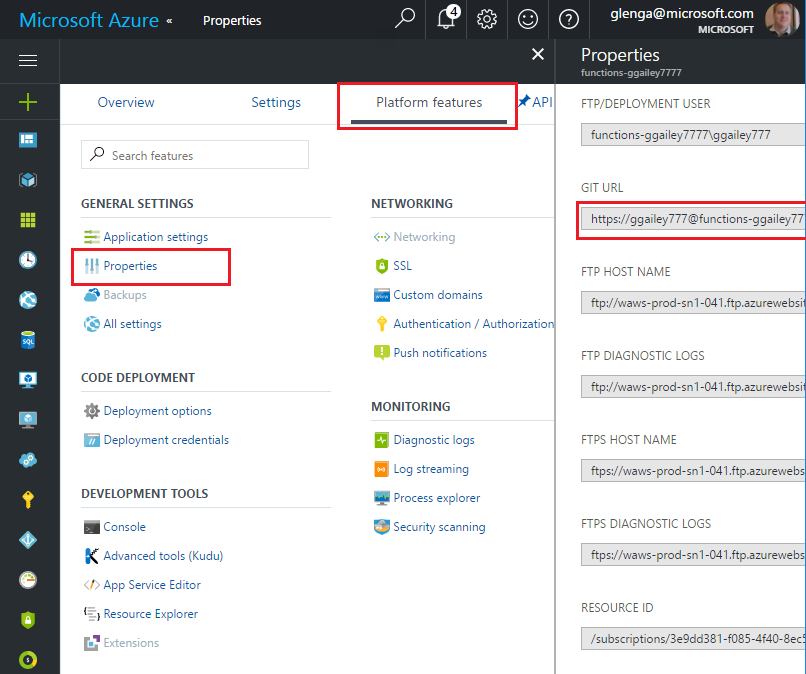 Microsoft Azure « Properties 4 glenga@microsoft.com
MICROSOFT
Overview Settings Platform features API
Search features
GENERAL SETTINGS
Application settings
Properties
Backups
All settings
CODE DEPLOYMENT
Deployment options
Deployment credentials
DEVELOPMENT TOOLS
Console
Advanced tools (Kudu)
App Service Editor
Resource Explorer
Extensions
NETWORKING
Networking
SSL
Custom domains
Authentication / Authorization
Push notifications
MONITORING
Diagnostic logs
Log streaming
Process explorer
Security scanning
Properties
functions-ggailey7777
FTP/DEPLOYMENT USER
functions-ggailey7777\ggailey777
GIT URL
https://ggailey777@functions-ggailey77
FTP HOST NAME
ftp://waws-prod-sn1-041.ftp.azurewebsit
FTP DIAGNOSTIC LOGS
ftp://waws-prod-sn1-041.ftp.azurewebsit
FTPS HOST NAME
ftps://waws-prod-sn1-041.ftp.azurewebs
FTPS DIAGNOSTIC LOGS
ftps://waws-prod-sn1-041.ftp.azurewebs
RESOURCE ID
/subscriptions/3e9dd381-f085-4f40-8ec5